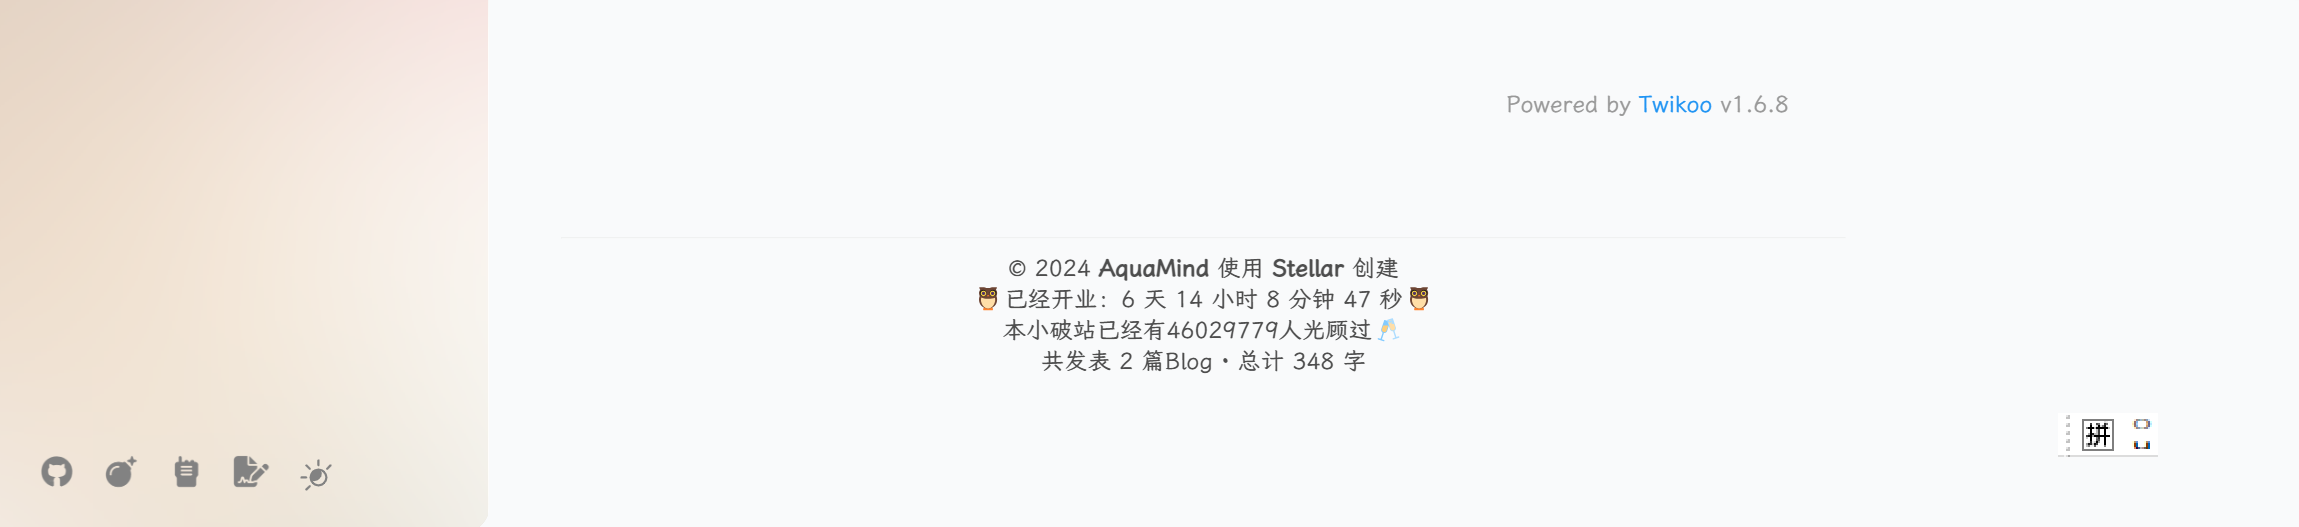 Powered by Twikoo v1.6.8
© 2024 AquaMind 使用 Stellar 创建
已经开业：6 天 14 小时 8 分钟 47 秒
本小破站已经有46029779人光顾过
共发表 2 篇Blog · 总计 348 字
拼